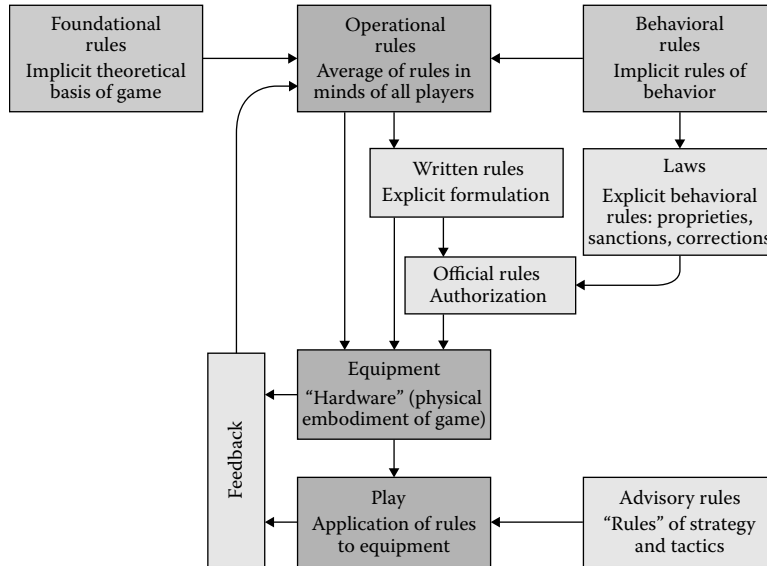 Foundational
rules
Implicit theoretical
basis of game
Operational
rules
Average of rules in
minds of all players
Behavioral
rules
Implicit rules of
behavior
Written rules
Explicit formulation
Laws
Explicit behavioral
rules: proprieties,
sanctions, corrections
Official rules
Authorization
Equipment
“Hardware” (physical
embodiment of game)
Feedback
Play
Application of rules
to equipment
Advisory rules
“Rules” of strategy
and tactics